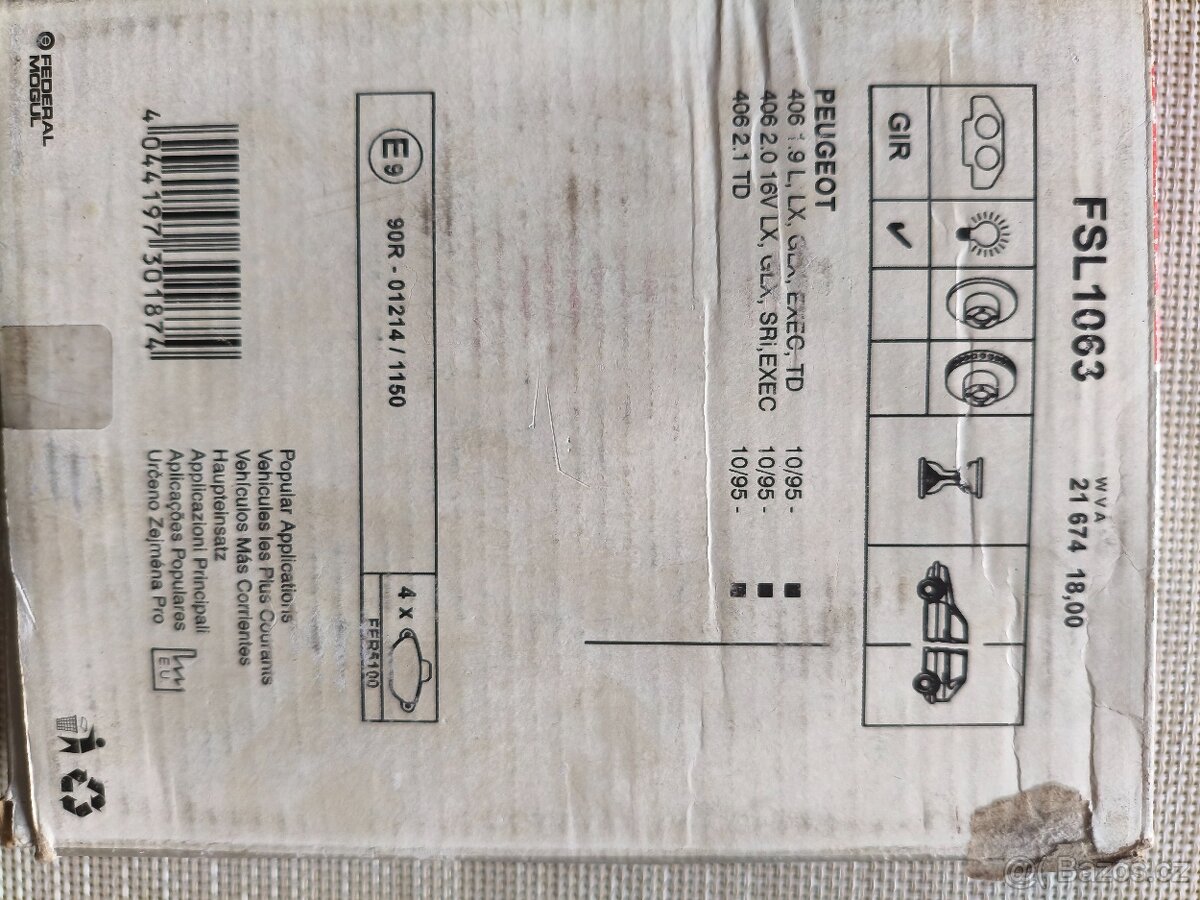 FSL1063
WVA
21 674 18,00
GIR
PEUGEOT
406 1.9 L, LX, GLX, EXEC, TD 10/95 -
406 2.0 16V LX, GLX, SRi, EXEC 10/95 -
406 2.1 TD 10/95 -
E9 90R - 01214 / 1150
4 x
FER5100
Popular Applications
Vehicules les Plus Courants
Vehículos Más Corrientes
Haupteinsatz
Applicazioni Principali
Aplicações Populares
Určeno Zejména Pro
EU
4 044197 301874
FEDERAL
MOGUL
Bazos.cz